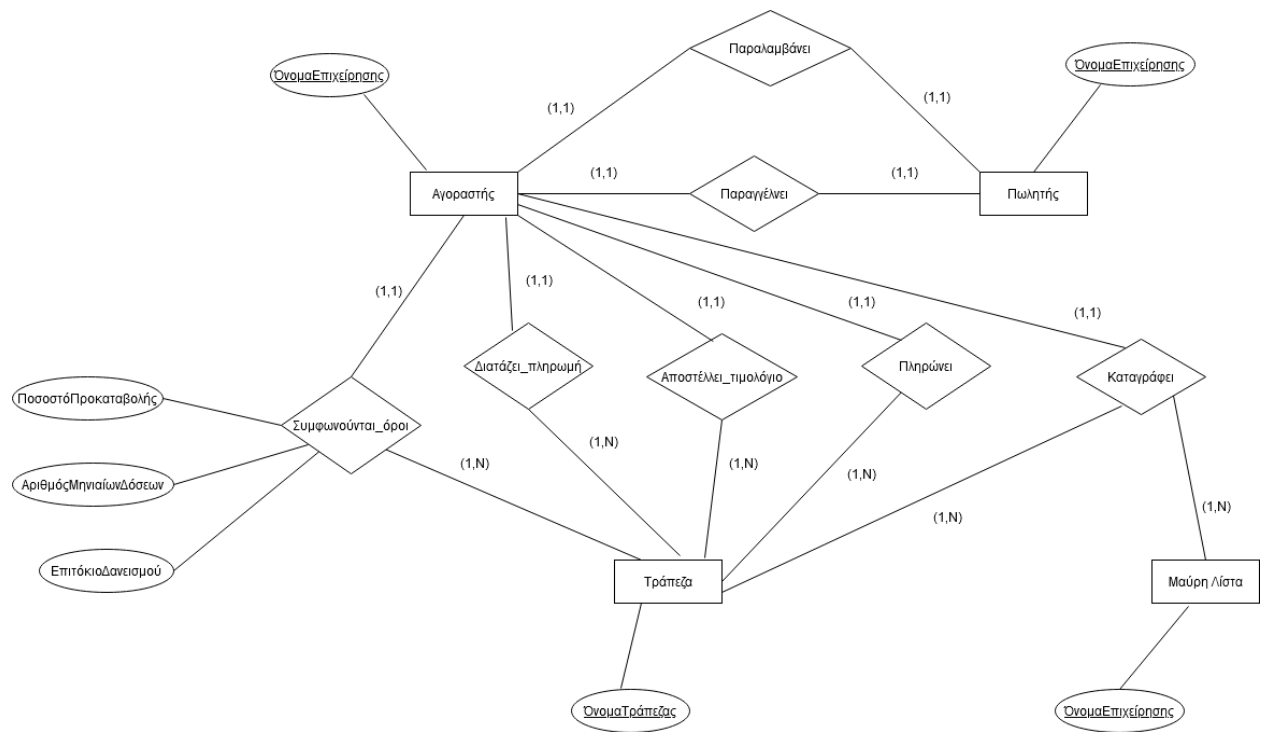 Παραλαμβάνει
ΌνομαΕπιχείρησης
ΌνομαΕπιχείρησης
(1,1)
(1,1)
(1,1)
(1,1)
Αγοραστής
Παραγγέλνει
Πωλητής
(1,1)
(1,1)
(1,1)
(1,1)
(1,1)
Διατάζει_πληρωμή
Αποστέλλει_τιμολόγιο
Πληρώνει
Καταγράφει
ΠοσοστόΠροκαταβολής
Συμφωνούνται_όροι
(1,N)
(1,N)
(1,N)
(1,N)
ΑριθμόςΜηνιαίωνΔόσεων
(1,N)
(1,N)
ΕπιτόκιοΔανεισμού
Τράπεζα
Μαύρη Λίστα
ΌνομαΤράπεζας
ΌνομαΕπιχείρησης